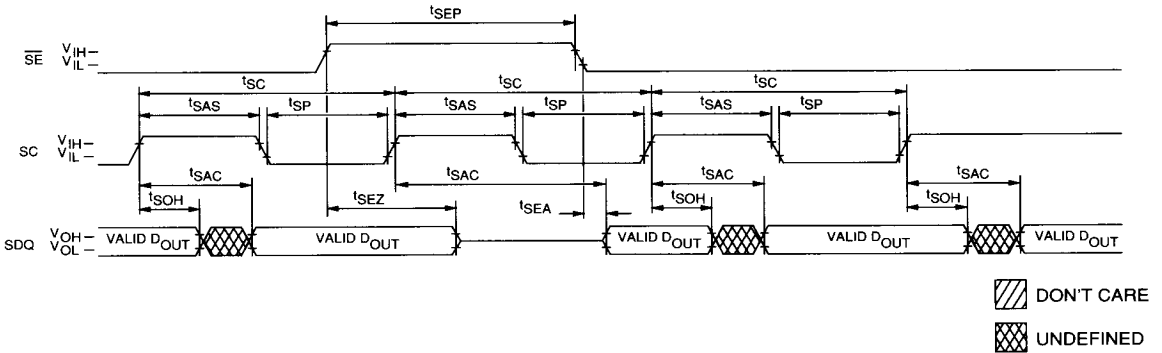 tSEP
SE VIH
VIL
tSC tSC tSC
tSAS tSP tSAS tSP tSAS tSP
SC VIH
VIL
tSAC tSAC tSAC tSAC
tSOH tSEZ tSEA tSOH tSOH
SDQ VOH
VOL
VALID DOUT VALID DOUT VALID DOUT VALID DOUT VALID DOUT
DON'T CARE
UNDEFINED